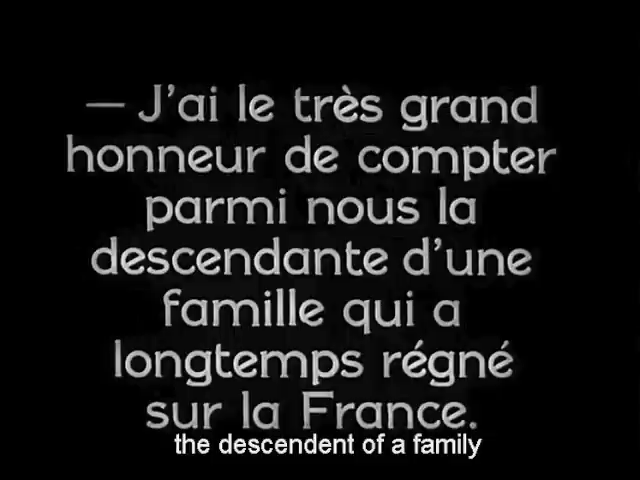 — J'ai le très grand
honneur de compter
parmi nous la
descendante d'une
famille qui a
longtemps régné
sur la France.
the descendent of a family